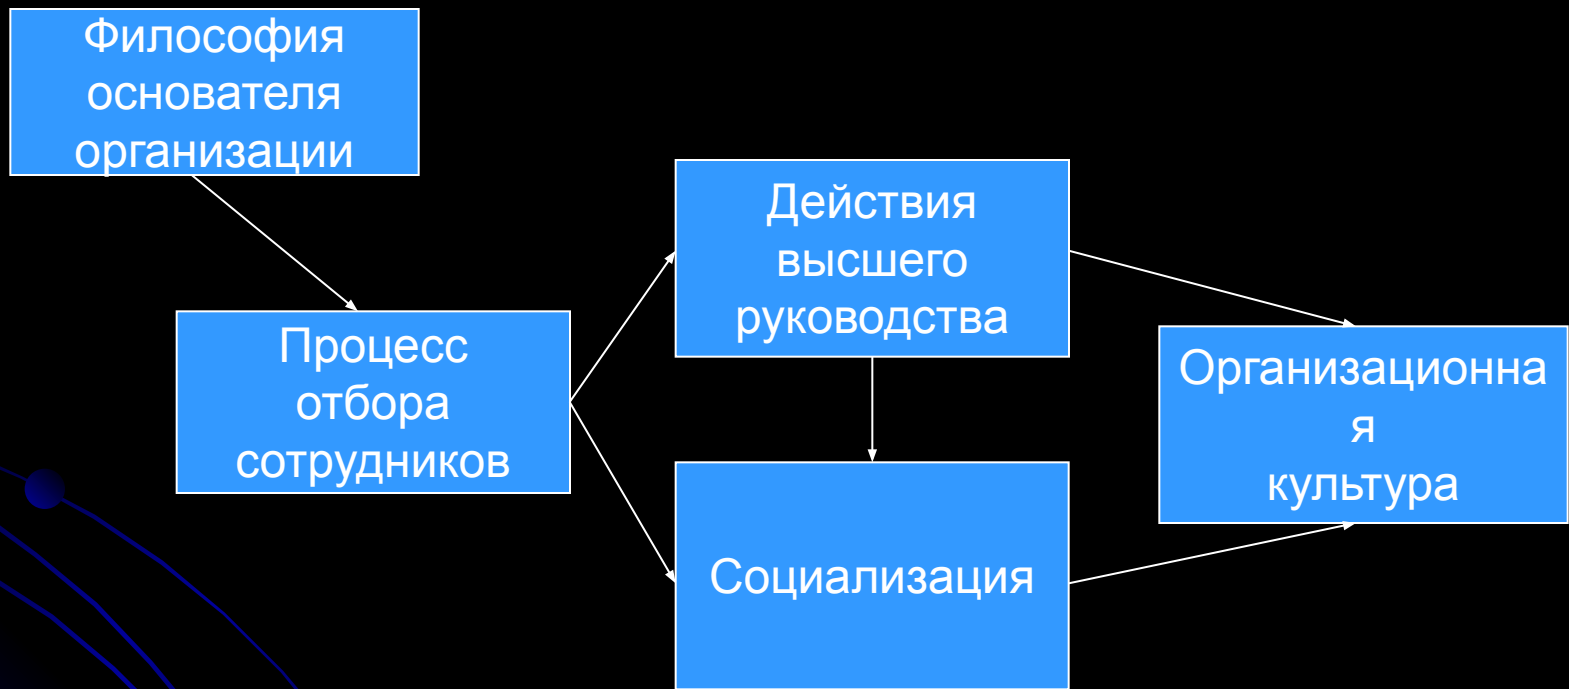 Философия
основателя
организации
Процесс
отбора
сотрудников
Действия
высшего
руководства
Социализация
Организационна
я
культура